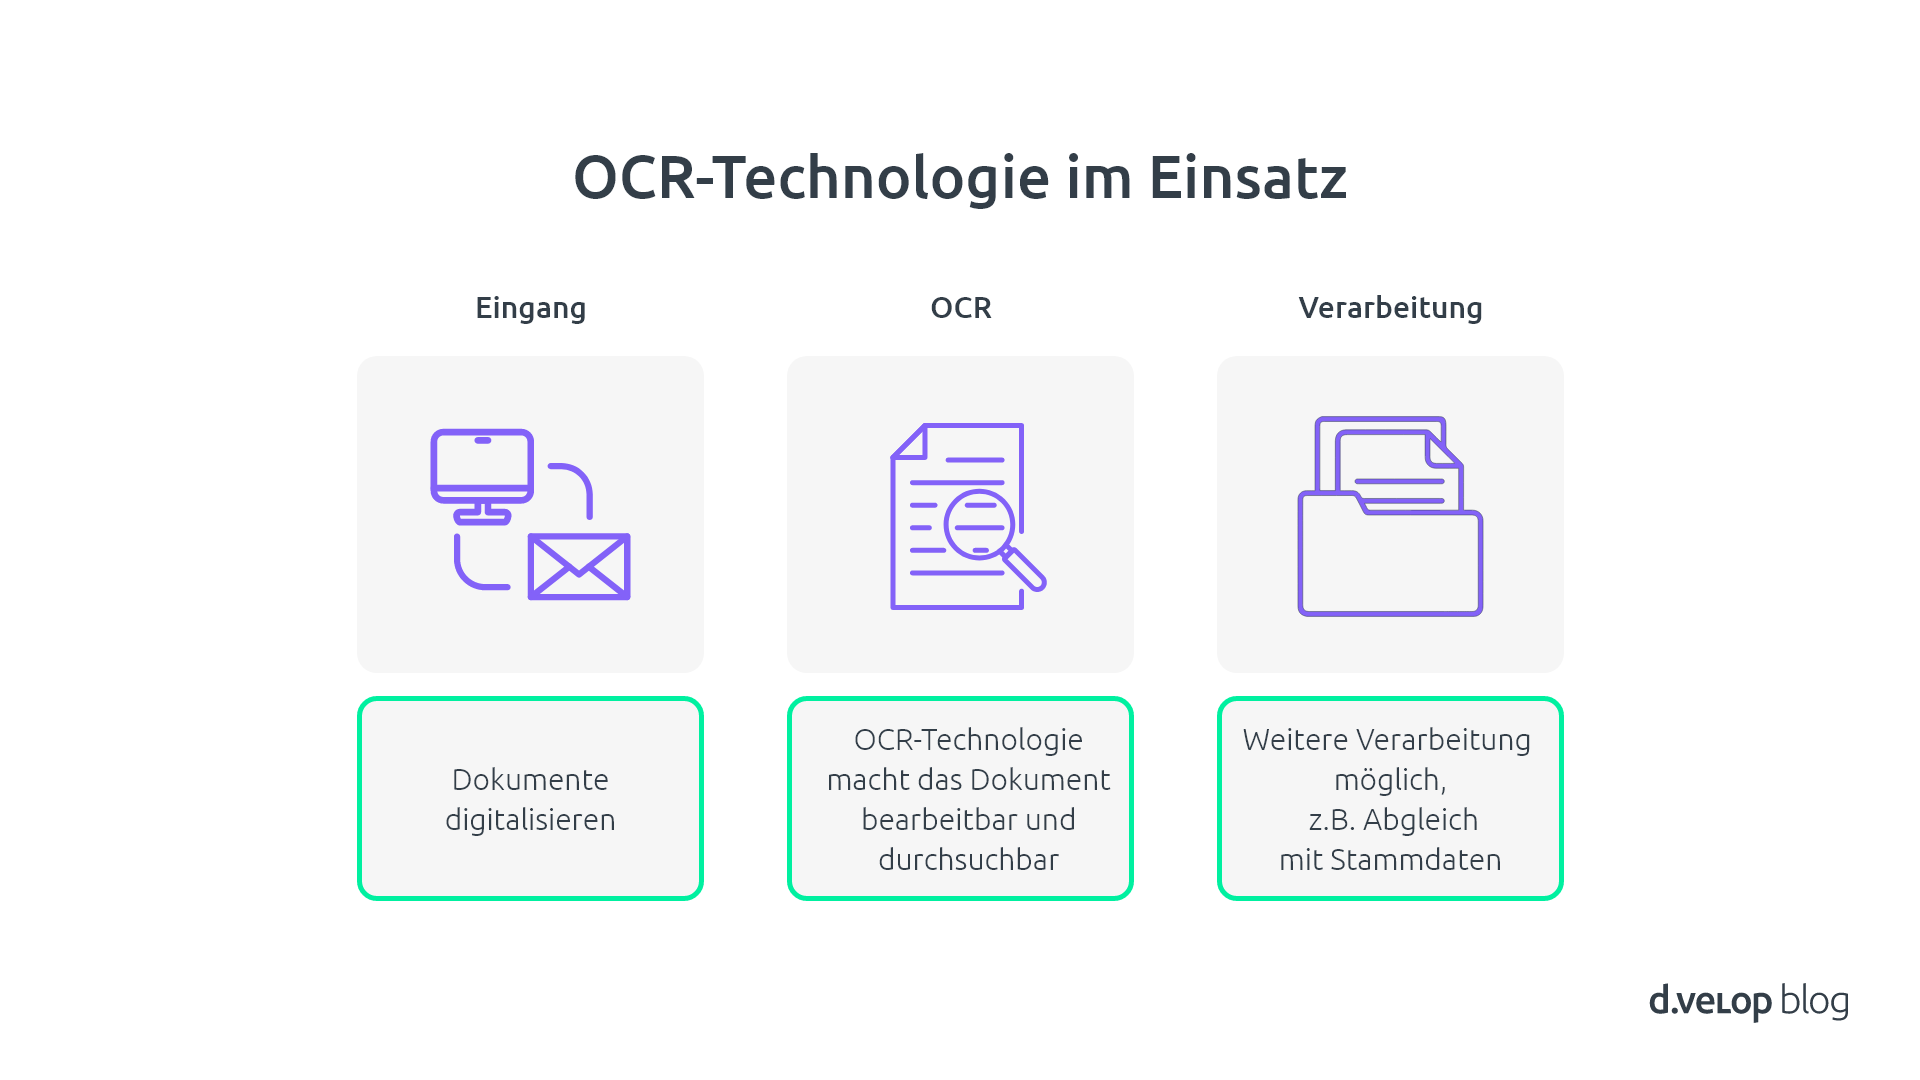 OCR-Technologie im Einsatz
Eingang
Dokumente
digitalisieren
OCR
OCR-Technologie
macht das Dokument
bearbeitbar und
durchsuchbar
Verarbeitung
Weitere Verarbeitung
möglich,
z.B. Abgleich
mit Stammdaten
d.velop blog